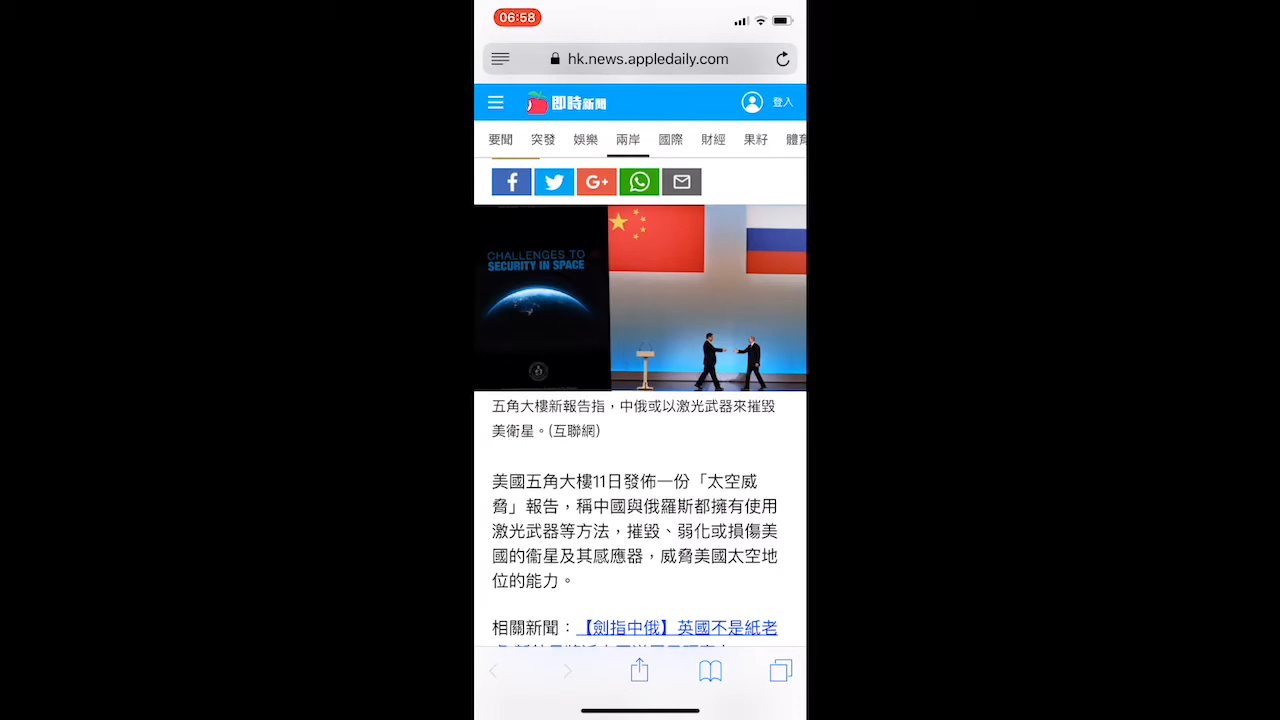 06:58
hk.news.appledaily.com
即時新聞
登入
要聞 突發 娛樂 兩岸 國際 財經 果籽 體育
f G+
CHALLENGES TO
SECURITY IN SPACE
五角大樓新報告指，中俄或以激光武器來摧毀
美衛星。(互聯網)
美國五角大樓11日發佈一份「太空威
脅」報告，稱中國與俄羅斯都擁有使用
激光武器等方法，摧毀、弱化或損傷美
國的衞星及其感應器，威脅美國太空地
位的能力。
相關新聞：【劍指中俄】英國不是紙老